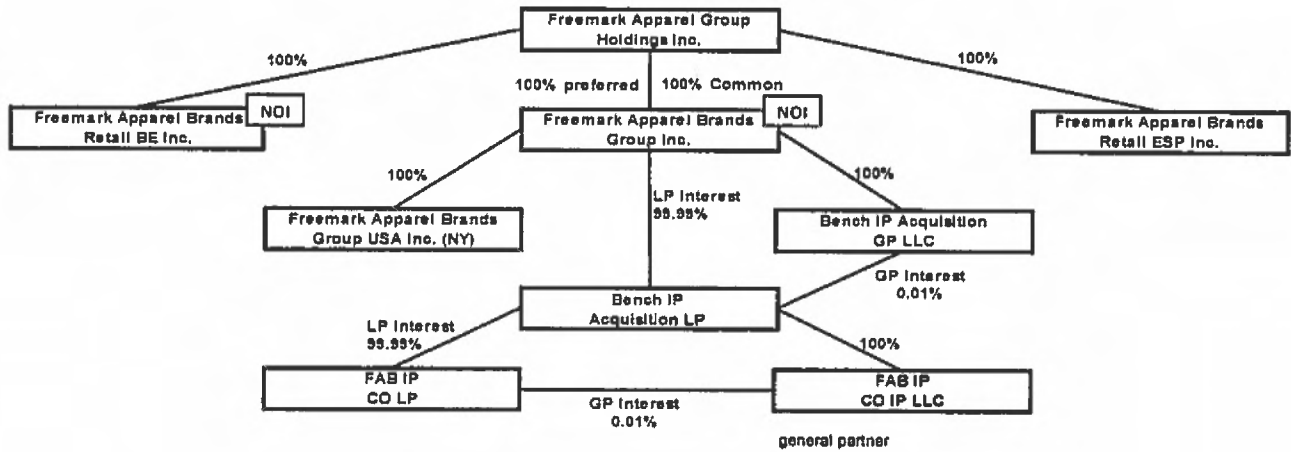 Freemark Apparel Group
Holdings Inc.
100%
100% preferred
100% Common
100%
Freemark Apparel Brands
Retail BE Inc.
NOI
Freemark Apparel Brands
Group Inc.
NOI
Freemark Apparel Brands
Retail ESP Inc.
100%
LP Interest
99.99%
100%
Freemark Apparel Brands
Group USA Inc. (NY)
Bench IP Acquisition
GP LLC
GP Interest
0.01%
Bench IP
Acquisition LP
LP Interest
99.99%
100%
FAB IP
CO LP
GP Interest
0.01%
FAB IP
CO IP LLC
general partner